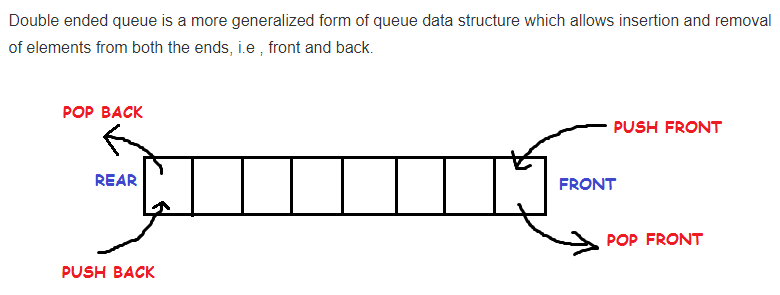 Double ended queue is a more generalized form of queue data structure which allows insertion and removal
of elements from both the ends, i.e , front and back.
POP BACK
PUSH FRONT
REAR
FRONT
POP FRONT
PUSH BACK